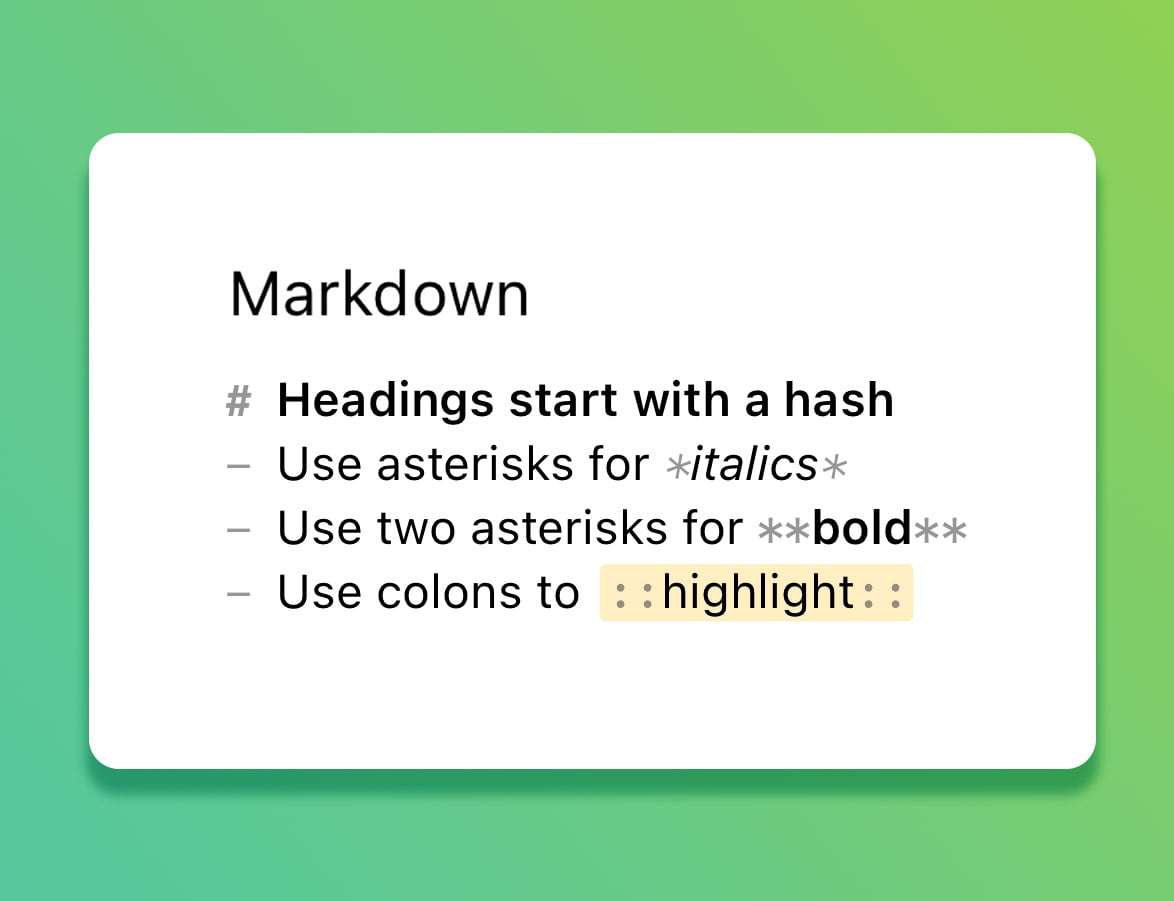 Markdown
# Headings start with a hash
– Use asterisks for *italics*
– Use two asterisks for **bold**
– Use colons to ::highlight::